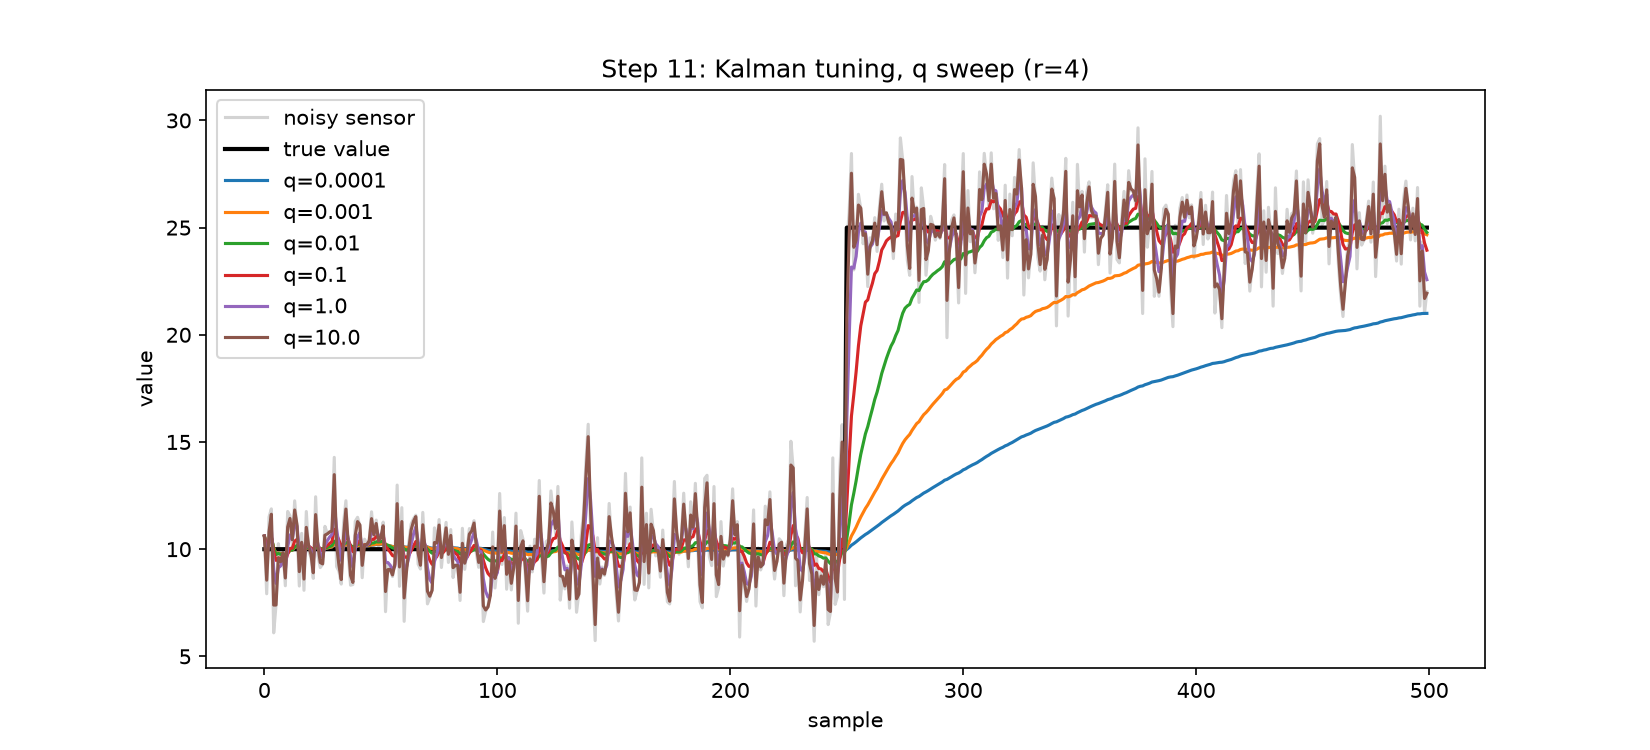 Step 11: Kalman tuning, q sweep (r=4)
noisy sensor
true value
q=0.0001
q=0.001
q=0.01
q=0.1
q=1.0
q=10.0
30
25
20
15
10
5
value
0 100 200 300 400 500
sample